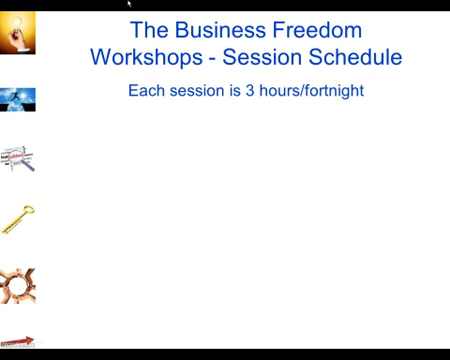 The Business Freedom
Workshops - Session Schedule
Each session is 3 hours/fortnight